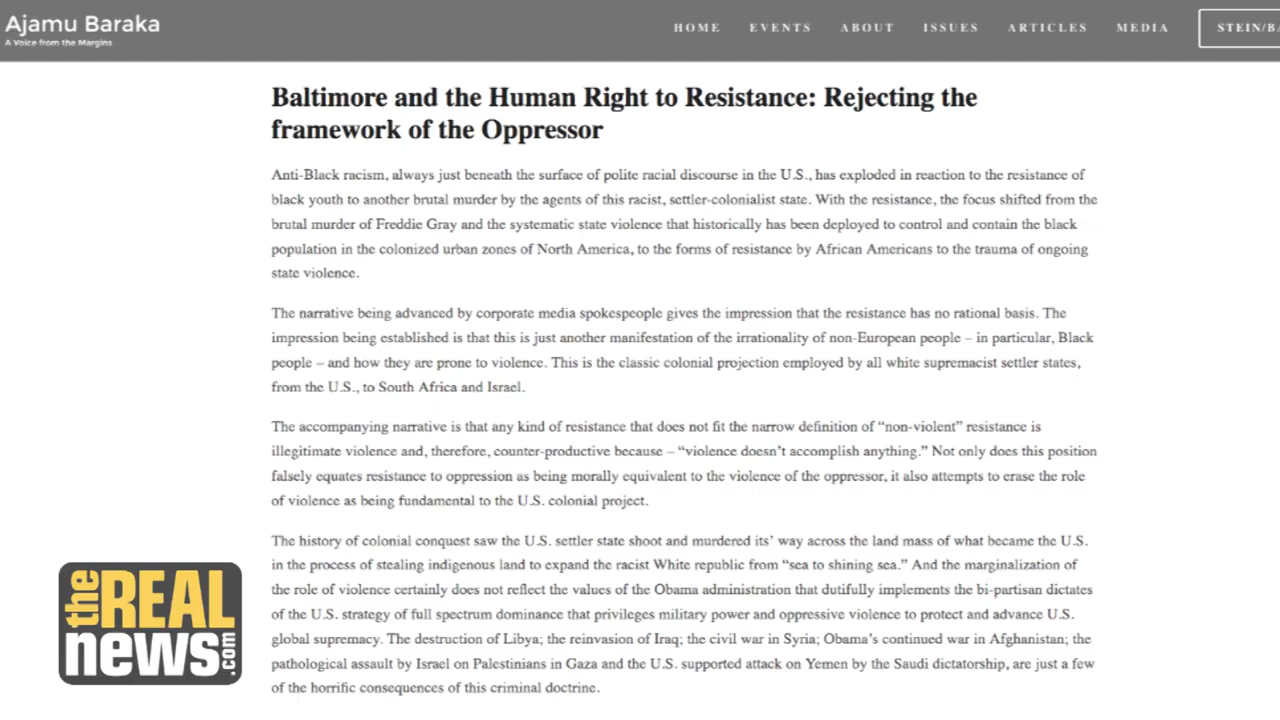 Ajamu Baraka
A Voice from the Margins
HOME EVENTS ABOUT ISSUES ARTICLES MEDIA STEIN/BA
Baltimore and the Human Right to Resistance: Rejecting the
framework of the Oppressor
Anti-Black racism, always just beneath the surface of polite racial discourse in the U.S., has exploded in reaction to the resistance of
black youth to another brutal murder by the agents of this racist, settler-colonialist state. With the resistance, the focus shifted from the
brutal murder of Freddie Gray and the systematic state violence that historically has been deployed to control and contain the black
population in the colonized urban zones of North America, to the forms of resistance by African Americans to the trauma of ongoing
state violence.
The narrative being advanced by corporate media spokespeople gives the impression that the resistance has no rational basis. The
impression being established is that this is just another manifestation of the irrationality of non-European people – in particular, Black
people – and how they are prone to violence. This is the classic colonial projection employed by all white supremacist settler states,
from the U.S., to South Africa and Israel.
The accompanying narrative is that any kind of resistance that does not fit the narrow definition of “non-violent” resistance is
illegitimate violence and, therefore, counter-productive because – “violence doesn’t accomplish anything.” Not only does this position
falsely equates resistance to oppression as being morally equivalent to the violence of the oppressor, it also attempts to erase the role
of violence as being fundamental to the U.S. colonial project.
The history of colonial conquest saw the U.S. settler state shoot and murdered its’ way across the land mass of what became the U.S.
in the process of stealing indigenous land to expand the racist White republic from “sea to shining sea.” And the marginalization of
the role of violence certainly does not reflect the values of the Obama administration that dutifully implements the bi-partisan dictates
of the U.S. strategy of full spectrum dominance that privileges military power and oppressive violence to protect and advance U.S.
global supremacy. The destruction of Libya; the reinvasion of Iraq; the civil war in Syria; Obama’s continued war in Afghanistan; the
pathological assault by Israel on Palestinians in Gaza and the U.S. supported attack on Yemen by the Saudi dictatorship, are just a few
of the horrific consequences of this criminal doctrine.
the REAL
news.com